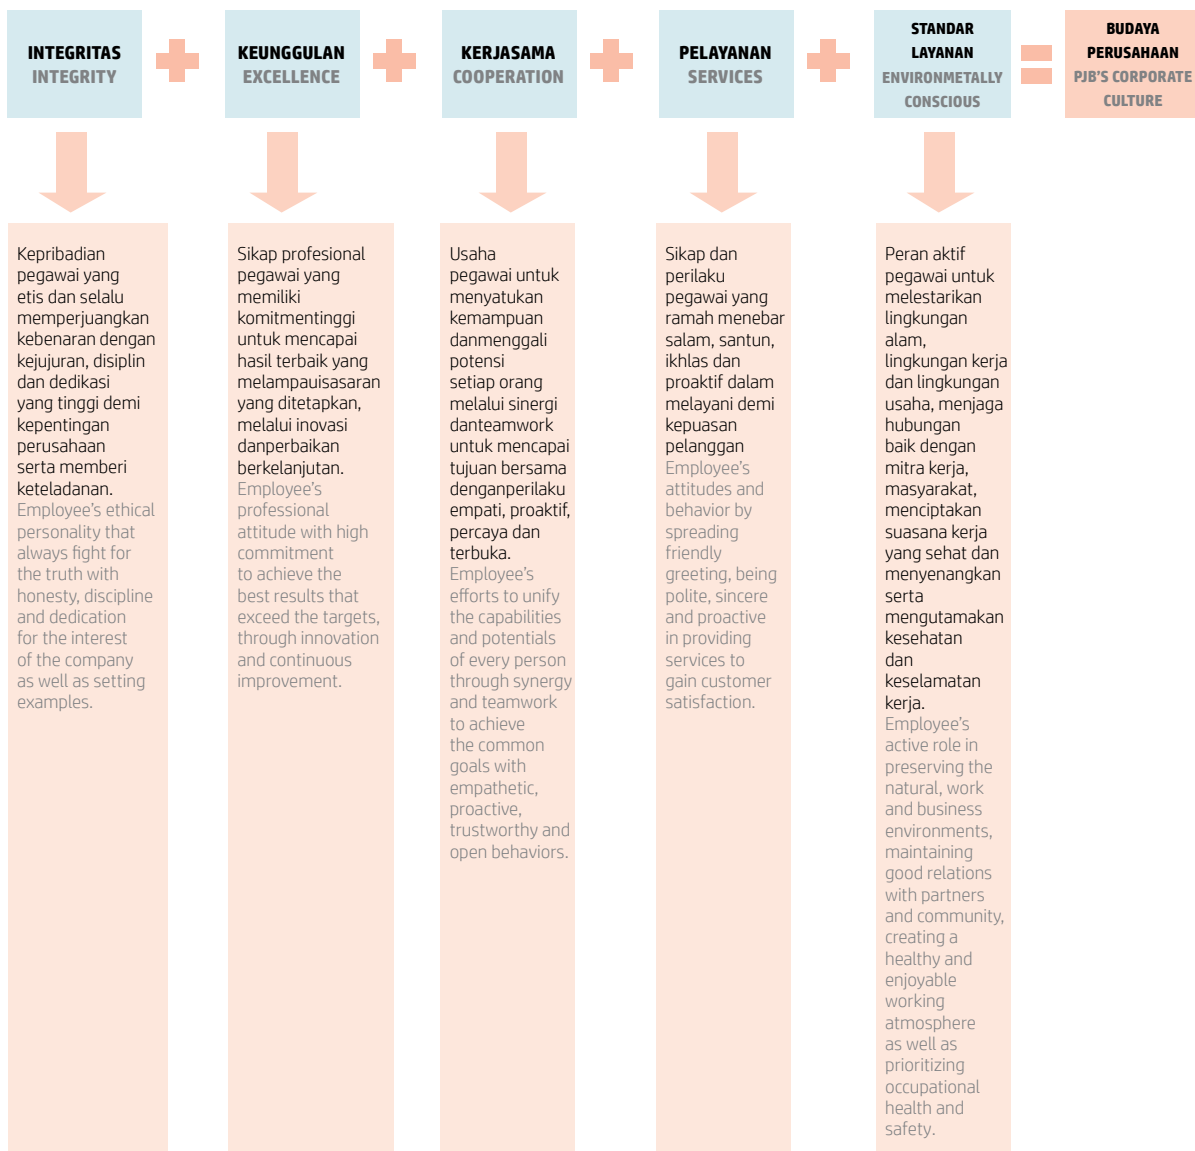 INTEGRITAS
INTEGRITY
KEUNGGULAN
EXCELLENCE
KERJASAMA
COOPERATION
PELAYANAN
SERVICES
STANDAR
LAYANAN
ENVIRONMETALLY
CONSCIOUS
BUDAYA
PERUSAHAAN
PJB'S CORPORATE
CULTURE
Kepribadian
pegawai yang
etis dan selalu
memperjuangkan
kebenaran dengan
kejujuran, disiplin
dan dedikasi
yang tinggi demi
kepentingan
perusahaan
serta memberi
keteladanan.
Employee's ethical
personality that
always fight for
the truth with
honesty, discipline
and dedication
for the interest
of the company
as well as setting
examples.
Sikap profesional
pegawai yang
memiliki
komitmentinggi
untuk mencapai
hasil terbaik yang
melampauisasaran
yang ditetapkan,
melalui inovasi
danperbaikan
berkelanjutan.
Employee's
professional
attitude with high
commitment
to achieve the
best results that
exceed the targets,
through innovation
and continuous
improvement.
Usaha
pegawai untuk
menyatukan
kemampuan
danmenggali
potensi
setiap orang
melalui sinergi
danteamwork
untuk mencapai
tujuan bersama
denganperilaku
empati, proaktif,
percaya dan
terbuka.
Employee's
efforts to unify
the capabilities
and potentials
of every person
through synergy
and teamwork
to achieve
the common
goals with
empathetic,
proactive,
trustworthy and
open behaviors.
Sikap dan
perilaku
pegawai yang
ramah menebar
salam, santun,
ikhlas dan
proaktif dalam
melayani demi
kepuasan
pelanggan
Employee's
attitudes and
behavior by
spreading
friendly
greeting, being
polite, sincere
and proactive
in providing
services to
gain customer
satisfaction.
Peran aktif
pegawai untuk
melestarikan
lingkungan
alam,
lingkungan kerja
dan lingkungan
usaha, menjaga
hubungan
baik dengan
mitra kerja,
masyarakat,
menciptakan
suasana kerja
yang sehat dan
menyenangkan
serta
mengutamakan
kesehatan
dan
keselamatan
kerja.
Employee's
active role in
preserving the
natural, work
and business
environments,
maintaining
good relations
with partners
and community,
creating a
healthy and
enjoyable
working
atmosphere
as well as
prioritizing
occupational
health and
safety.